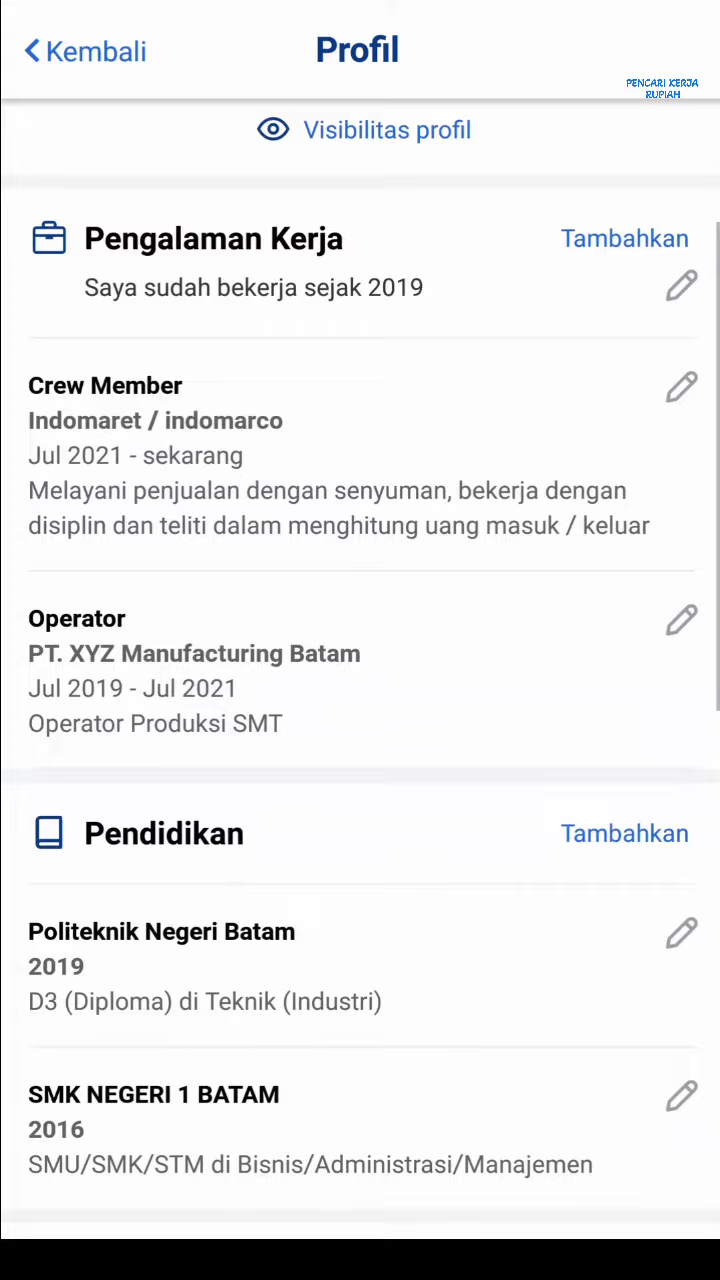 Kembali
Profil
PENCARI KERJA
RUPIAH
Visibilitas profil
Pengalaman Kerja
Tambahkan
Saya sudah bekerja sejak 2019
Crew Member
Indomaret / indomarco
Jul 2021 - sekarang
Melayani penjualan dengan senyuman, bekerja dengan
disiplin dan teliti dalam menghitung uang masuk / keluar
Operator
PT. XYZ Manufacturing Batam
Jul 2019 - Jul 2021
Operator Produksi SMT
Pendidikan
Tambahkan
Politeknik Negeri Batam
2019
D3 (Diploma) di Teknik (Industri)
SMK NEGERI 1 BATAM
2016
SMU/SMK/STM di Bisnis/Administrasi/Manajemen